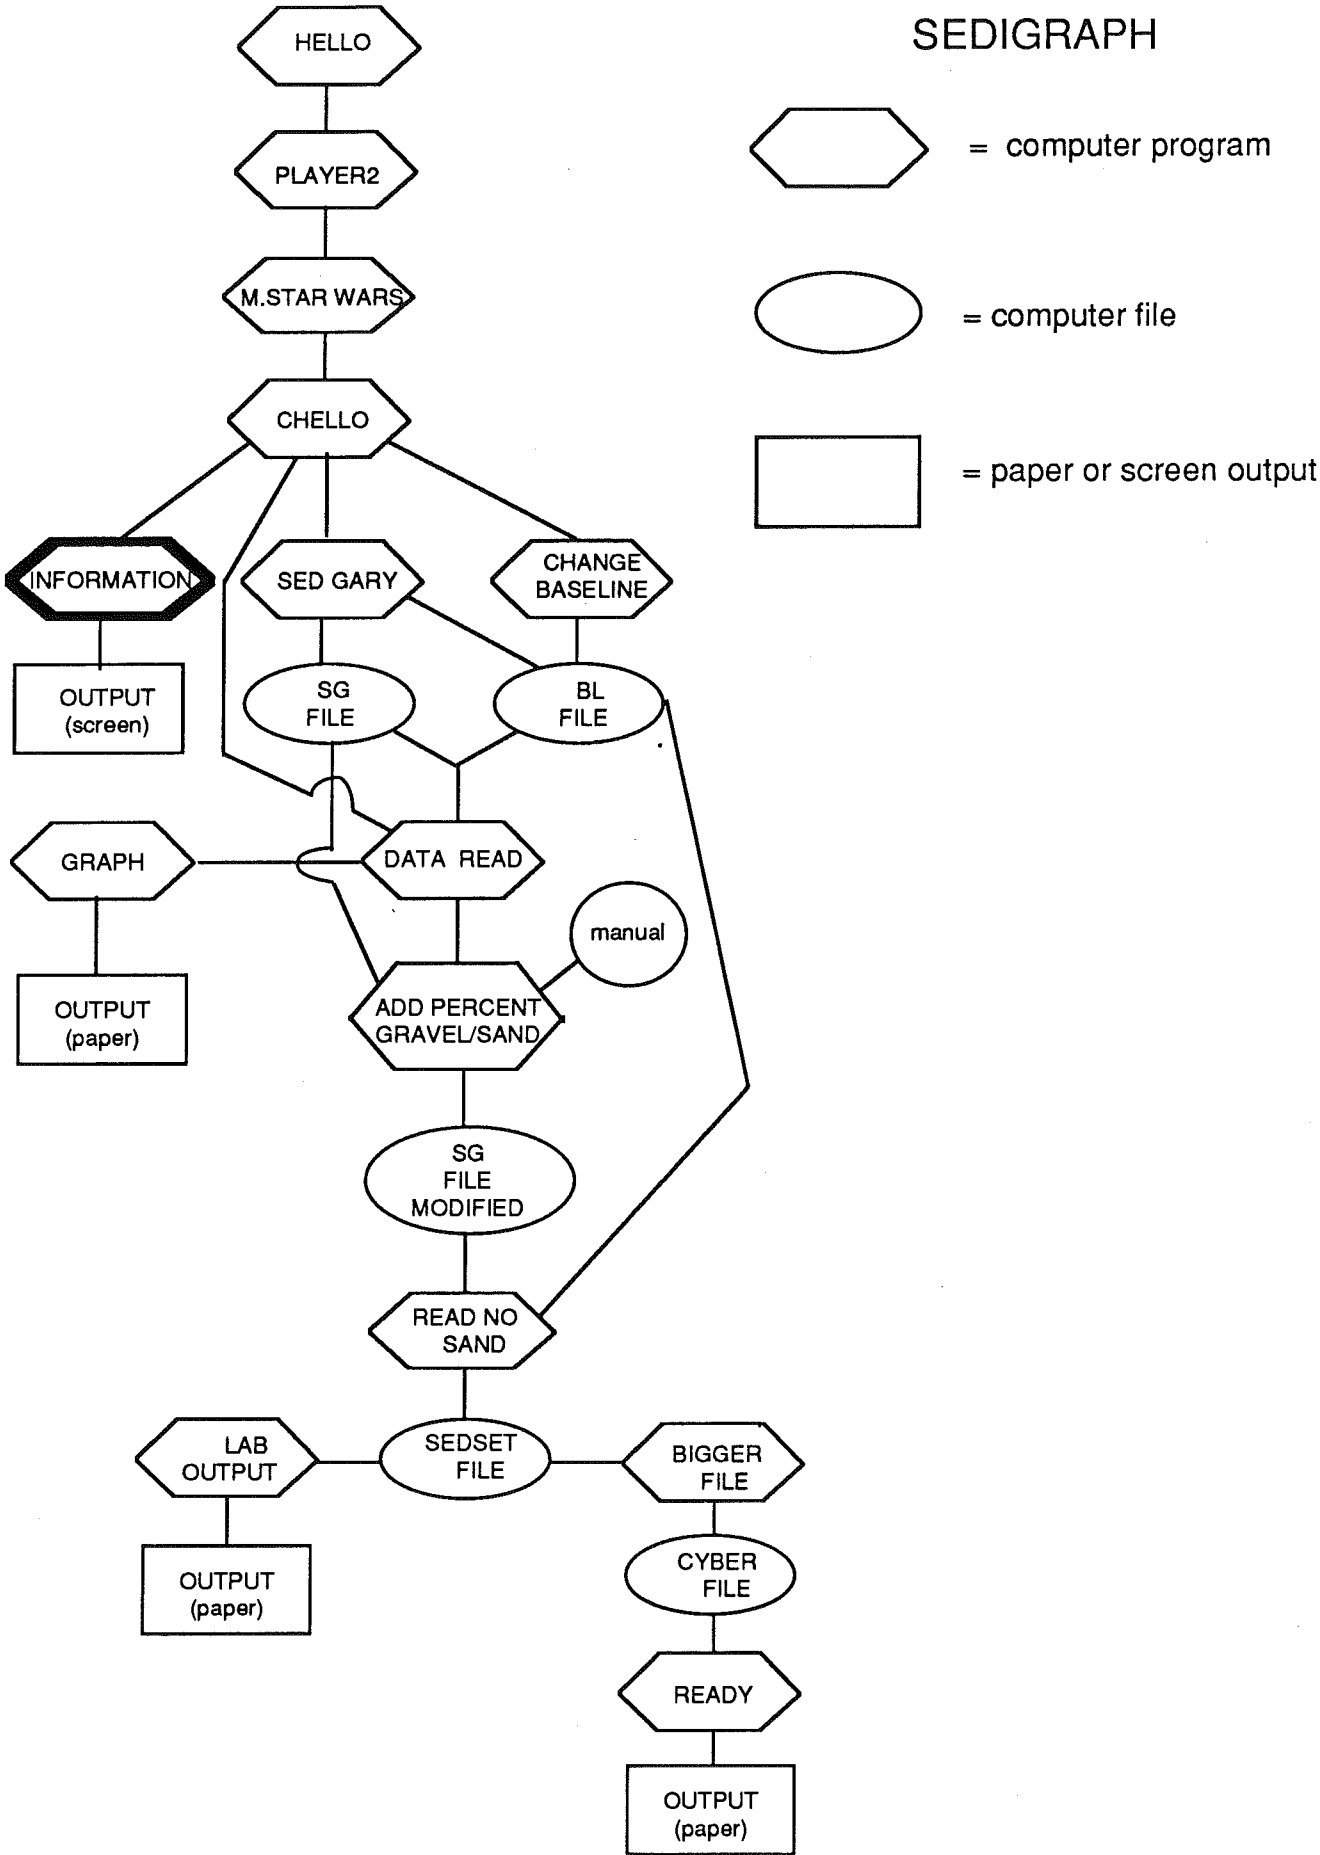 SEDIGRAPH
= computer program
= computer file
= paper or screen output
HELLO
PLAYER2
M.STAR WARS
CHELLO
INFORMATION
SED GARY
CHANGE
BASELINE
OUTPUT
(screen)
SG
FILE
BL
FILE
GRAPH
DATA READ
manual
OUTPUT
(paper)
ADD PERCENT
GRAVEL/SAND
SG
FILE
MODIFIED
READ NO
SAND
LAB
OUTPUT
SEDSET
FILE
BIGGER
FILE
OUTPUT
(paper)
CYBER
FILE
READY
OUTPUT
(paper)